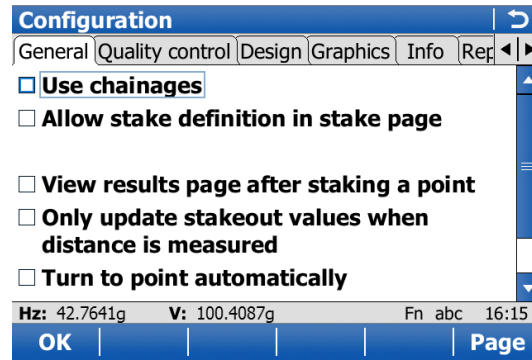 Configuration
General Quality control Design Graphics Info
Use chainages
Allow stake definition in stake page
View results page after staking a point
Only update stakeout values when
distance is measured
Turn to point automatically
Hz: 42.7641g V: 100.4087g Fn abc 16:15
OK Page